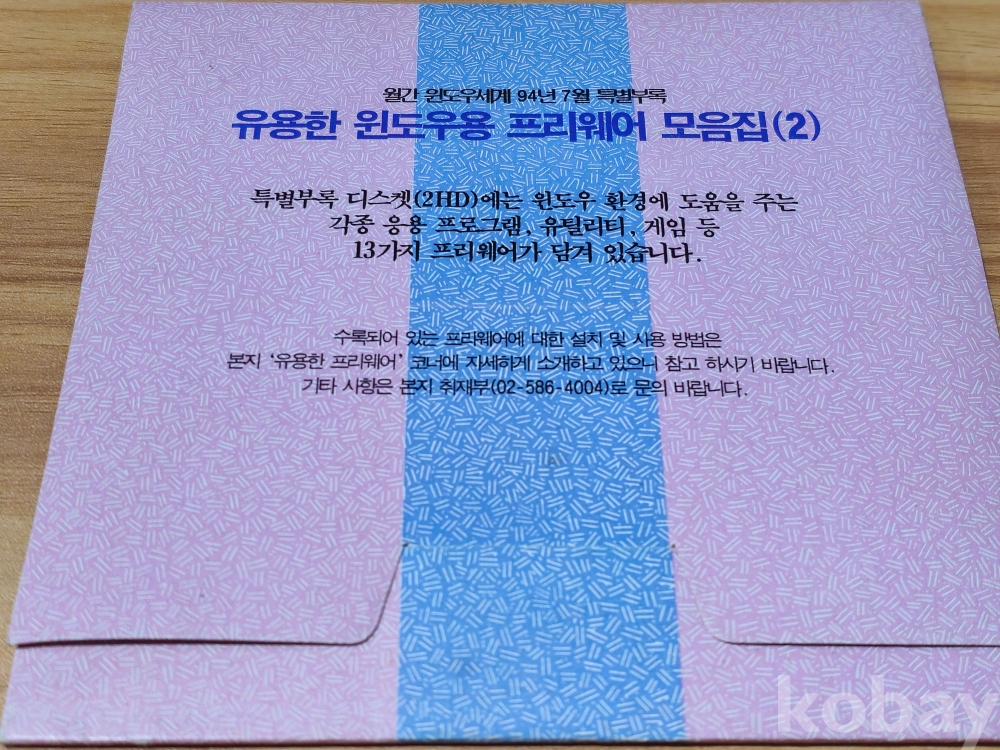 월간 윈도우세계 94년 7월 특별부록
유용한 윈도우용 프리웨어 모음집(2)
특별부록 디스켓(2HD)에는 윈도우 환경에 도움을 주는
각종 응용 프로그램, 유틸리티, 게임 등
13가지 프리웨어가 담겨 있습니다.
수록되어 있는 프리웨어에 대한 설치 및 사용 방법은
본지 '유용한 프리웨어' 코너에 자세하게 소개하고 있으니 참고 하시기 바랍니다.
기타 사항은 본지 취재부(02-586-4004)로 문의 바랍니다.
kobay